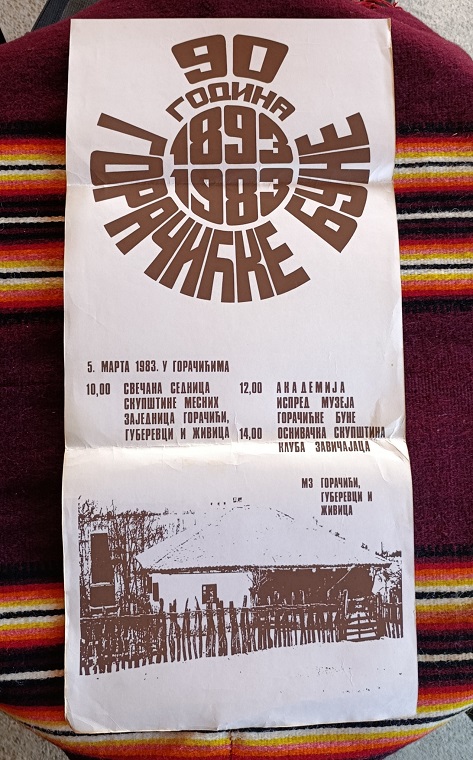 90
ГОДИНА
1893
1983
ГОРАЧИЋКЕ БУНЕ
5. МАРТА 1983. У ГОРАЧИЋИМА
10,00 СВЕЧАНА СЕДНИЦА
СКУПШТИНЕ МЕСНИХ
ЗАЈЕДНИЦА ГОРАЧИЋИ,
ГУБЕРЕВЦИ И ЖИВИЦА
12,00 АКАДЕМИЈА
ИСПРЕД МУЗЕЈА
ГОРАЧИЋКЕ БУНЕ
14,00 ОСНИВАЧКА СКУПШТИНА
КЛУБА ЗАВИЧАЈАЦА
МЗ ГОРАЧИЋИ,
ГУБЕРЕВЦИ И
ЖИВИЦА